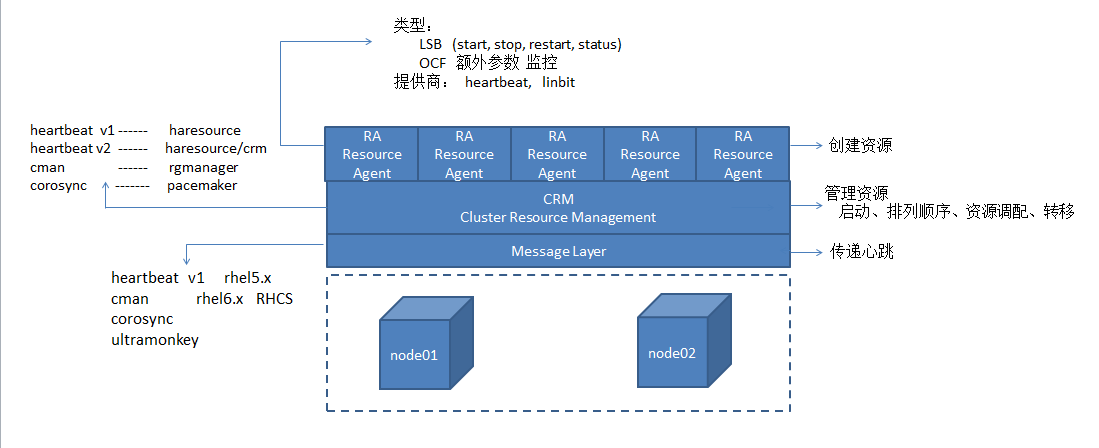 类型：
LSB (start, stop, restart, status)
OCF 额外参数 监控
提供商： heartbeat, linbit
heartbeat v1 ------ haresource
heartbeat v2 ------ haresource/crm
cman ------ rgmanager
corosync ------- pacemaker
RA Resource Agent
RA Resource Agent
RA Resource Agent
RA Resource Agent
RA Resource Agent
创建资源
CRM
Cluster Resource Management
管理资源
启动、排列顺序、资源调配、转移
Message Layer
传递心跳
heartbeat v1 rhel5.x
cman rhel6.x RHCS
corosync
ultramonkey
node01
node02